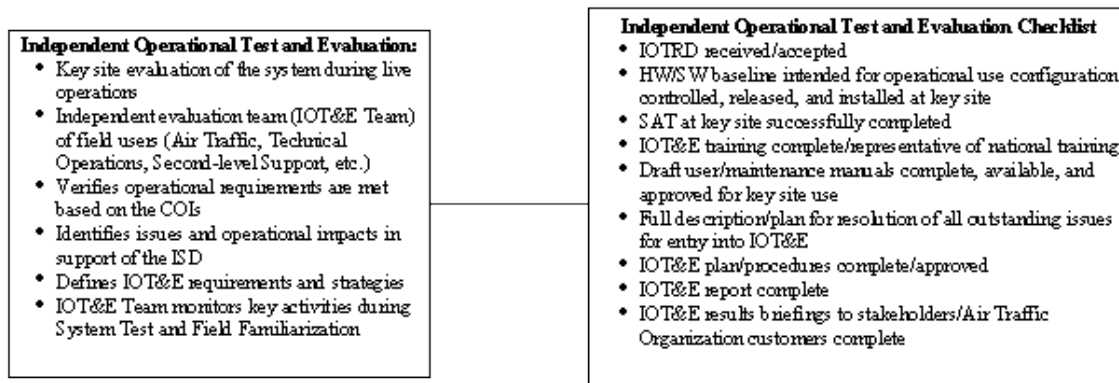 Independent Operational Test and Evaluation:
• Key site evaluation of the system during live
operations
• Independent evaluation team (IOT&E Team)
of field users (Air Traffic, Technical
Operations, Second-level Support, etc.)
• Verifies operational requirements are met
based on the COIs
• Identifies issues and operational impacts in
support of the ISD
• Defines IOT&E requirements and strategies
• IOT&E Team monitors key activities during
System Test and Field Familiarization
Independent Operational Test and Evaluation Checklist
• IOTRD received/accepted
• HW/SW baseline intended for operational use configuration
controlled, released, and installed at key site
• SAT at key site successfully completed
• IOT&E training complete/representative of national training
• Draft user/maintenance manuals complete, available, and
approved for key site use
• Full description/plan for resolution of all outstanding issues
for entry into IOT&E
• IOT&E plan/procedures complete/approved
• IOT&E report complete
• IOT&E results briefings to stakeholders/Air Traffic
Organization customers complete